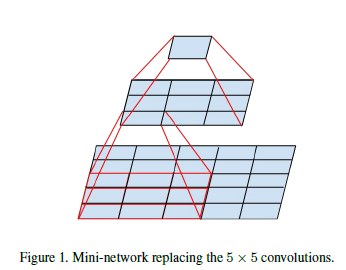 Figure 1. Mini-network replacing the 5 × 5 convolutions.